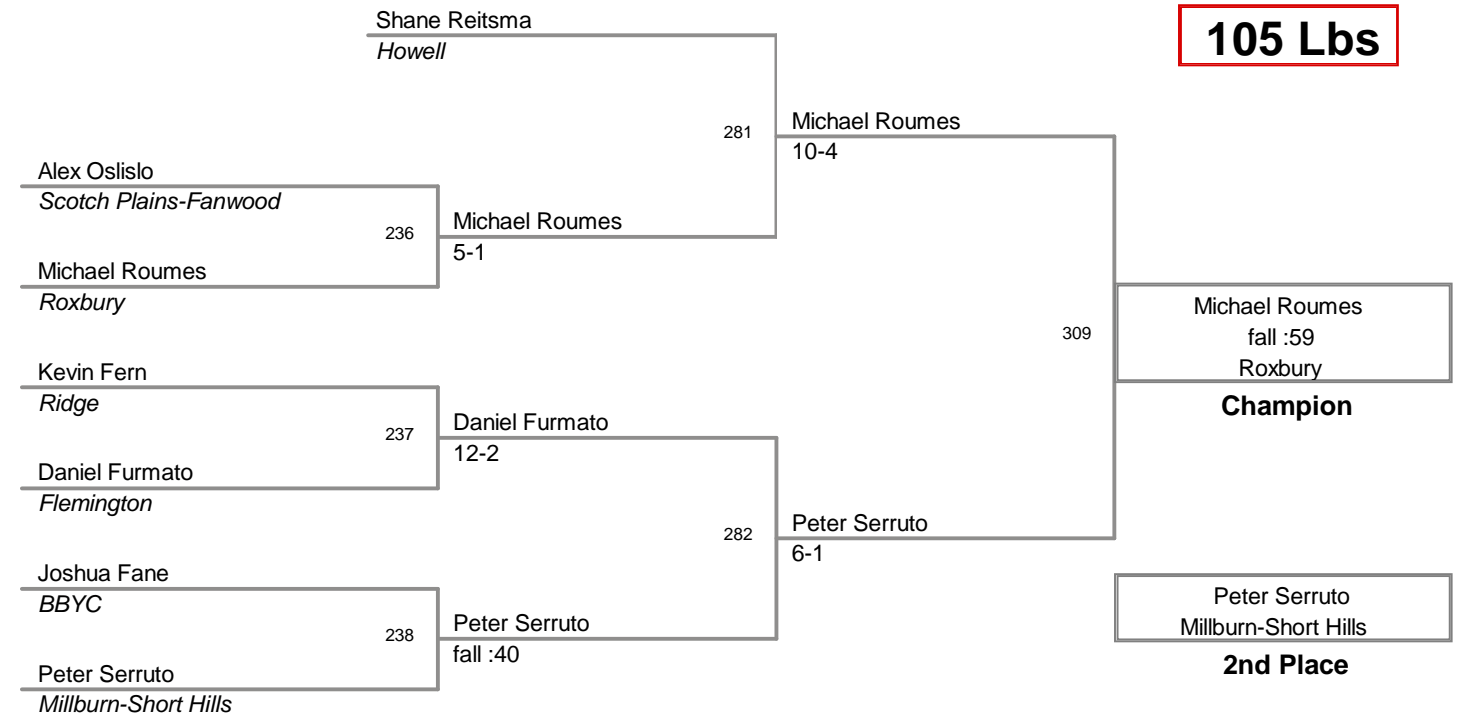 Shane Reitsma
Howell
105 Lbs
281
Michael Roumes
10-4
Alex Oslislo
Scotch Plains-Fanwood
236
Michael Roumes
5-1
Michael Roumes
Roxbury
309
Michael Roumes
fall :59
Roxbury
Champion
Kevin Fern
Ridge
237
Daniel Furmato
12-2
Daniel Furmato
Flemington
282
Peter Serruto
6-1
Joshua Fane
BBYC
238
Peter Serruto
fall :40
Peter Serruto
Millburn-Short Hills
Peter Serruto
Millburn-Short Hills
2nd Place